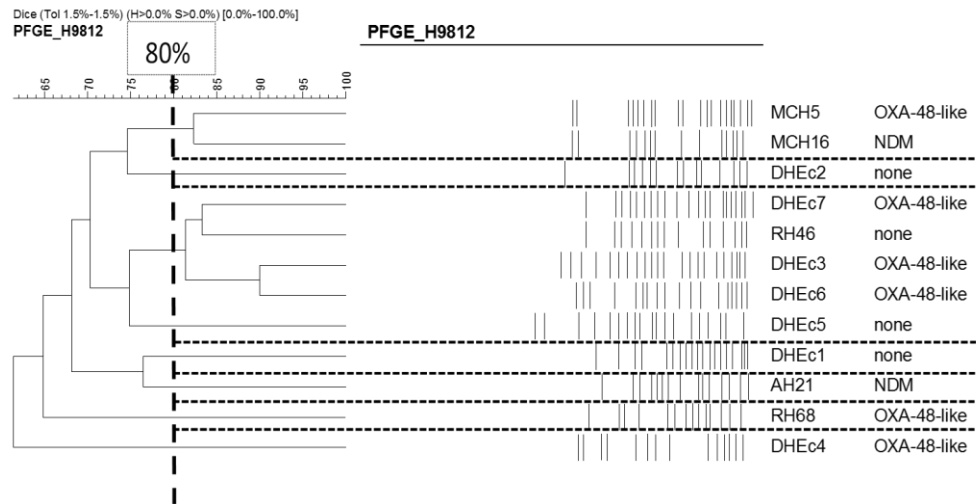 Dice (Tol 1.5%-1.5%) (H>0.0% S>0.0%) [0.0%-100.0%]
PFGE_H9812 PFGE_H9812
80%
65 70 75 80 85 90 95 100
MCH5 OXA-48-like
MCH16 NDM
DHEc2 none
DHEc7 OXA-48-like
RH46 none
DHEc3 OXA-48-like
DHEc6 OXA-48-like
DHEc5 none
DHEc1 none
AH21 NDM
RH68 OXA-48-like
DHEc4 OXA-48-like